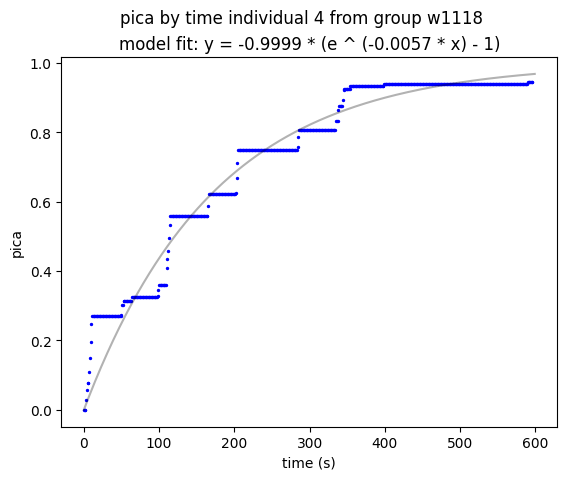 pica by time individual 4 from group w1118
model fit: y = -0.9999 * (e ^ (-0.0057 * x) - 1)
1.0
0.8
0.6
0.4
0.2
0.0
pica
0 100 200 300 400 500 600
time (s)